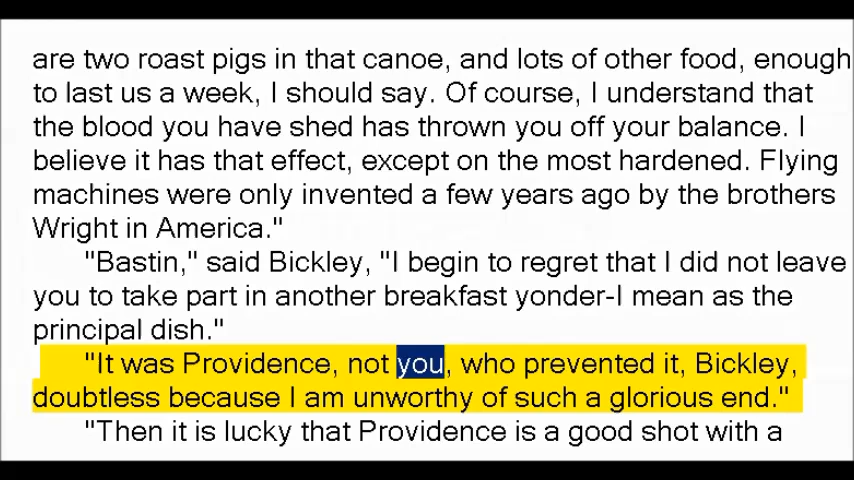 are two roast pigs in that canoe, and lots of other food, enough
to last us a week, I should say. Of course, I understand that
the blood you have shed has thrown you off your balance. I
believe it has that effect, except on the most hardened. Flying
machines were only invented a few years ago by the brothers
Wright in America."
"Bastin," said Bickley, "I begin to regret that I did not leave
you to take part in another breakfast yonder-I mean as the
principal dish."
"It was Providence, not you, who prevented it, Bickley,
doubtless because I am unworthy of such a glorious end."
"Then it is lucky that Providence is a good shot with a